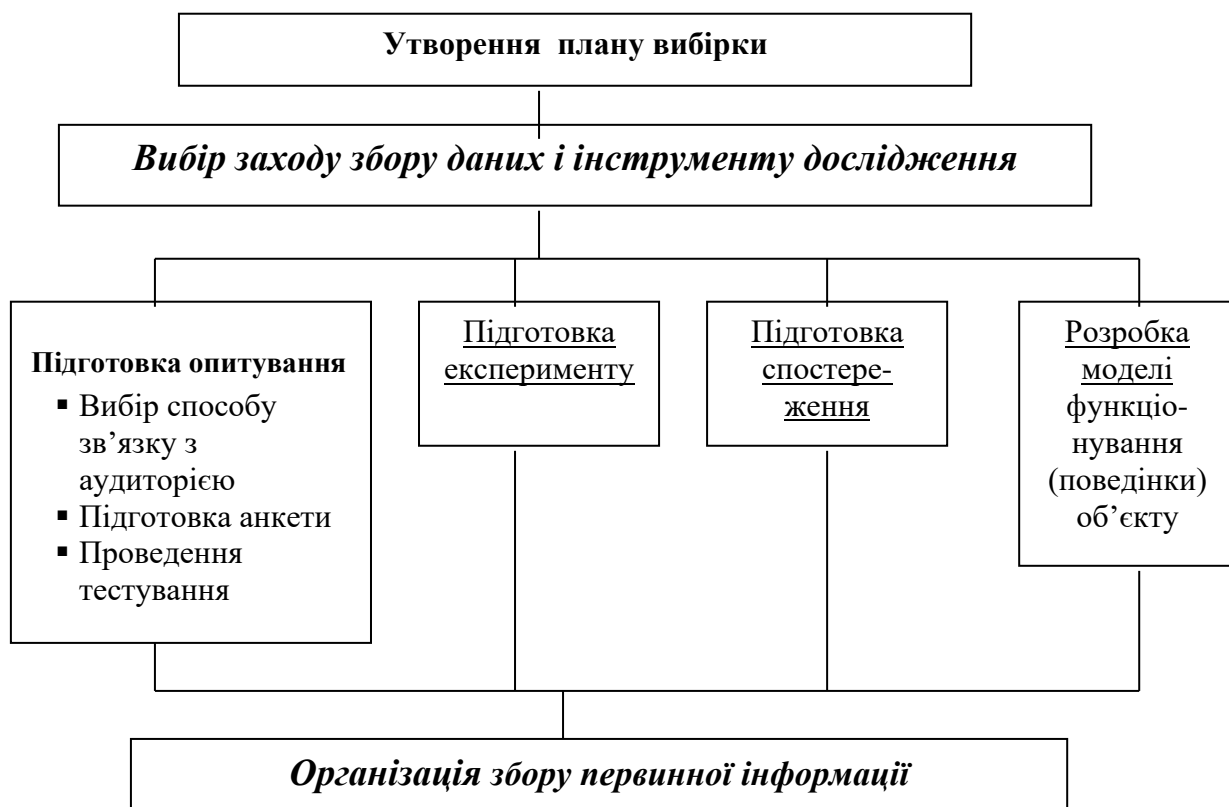 Утворення плану вибірки
Вибір заходу збору даних і інструменту дослідження
Підготовка опитування
▪ Вибір способу
зв’язку з
аудиторією
▪ Підготовка анкети
▪ Проведення
тестування
Підготовка
експерименту
Підготовка
спостере-
ження
Розробка
моделі
функціо-
нування
(поведінки)
об’єкту
Організація збору первинної інформації